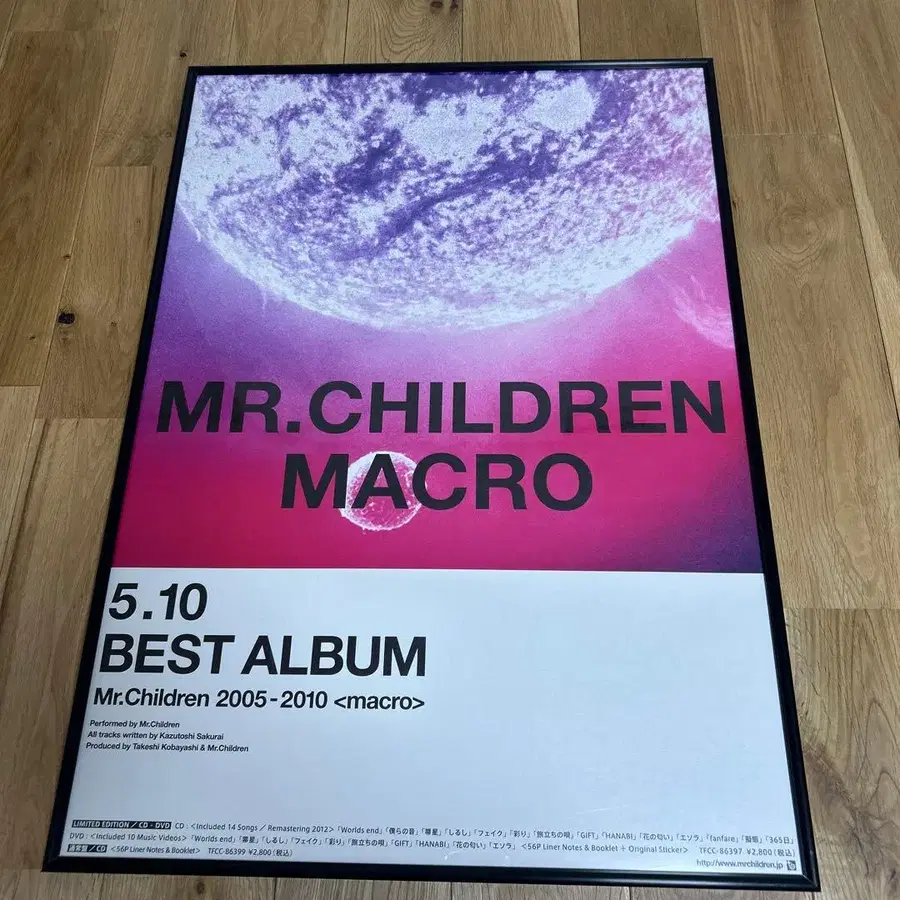 MR.CHILDREN
MACRO
5.10
BEST ALBUM
Mr.Children 2005-2010 <macro>
Performed by Mr.Children
All tracks written by Kazutoshi Sakurai
Produced by Takeshi Kobayashi & Mr.Children
LIMITED EDITION / CD+DVD CD : <Included 14 Songs / Remastering 2012> 「Worlds end」「僕らの音」「箒星」「しるし」「フェイク」「彩り」「旅立ちの唄」「GIFT」「HANABI」「花の匂い」「エソラ」「fanfare」「擬態」「365日」
DVD : <Included 10 Music Videos> 「Worlds end」「箒星」「しるし」「フェイク」「彩り」「旅立ちの唄」「GIFT」「HANABI」「花の匂い」「エソラ」 <56P Liner Notes & Booklet + Original Sticker> TFCC-86397 ¥2,800 (税込)
通常盤 / CD <56P Liner Notes & Booklet> TFCC-86399 ¥2,800 (税込)
http://www.mrchildren.jp